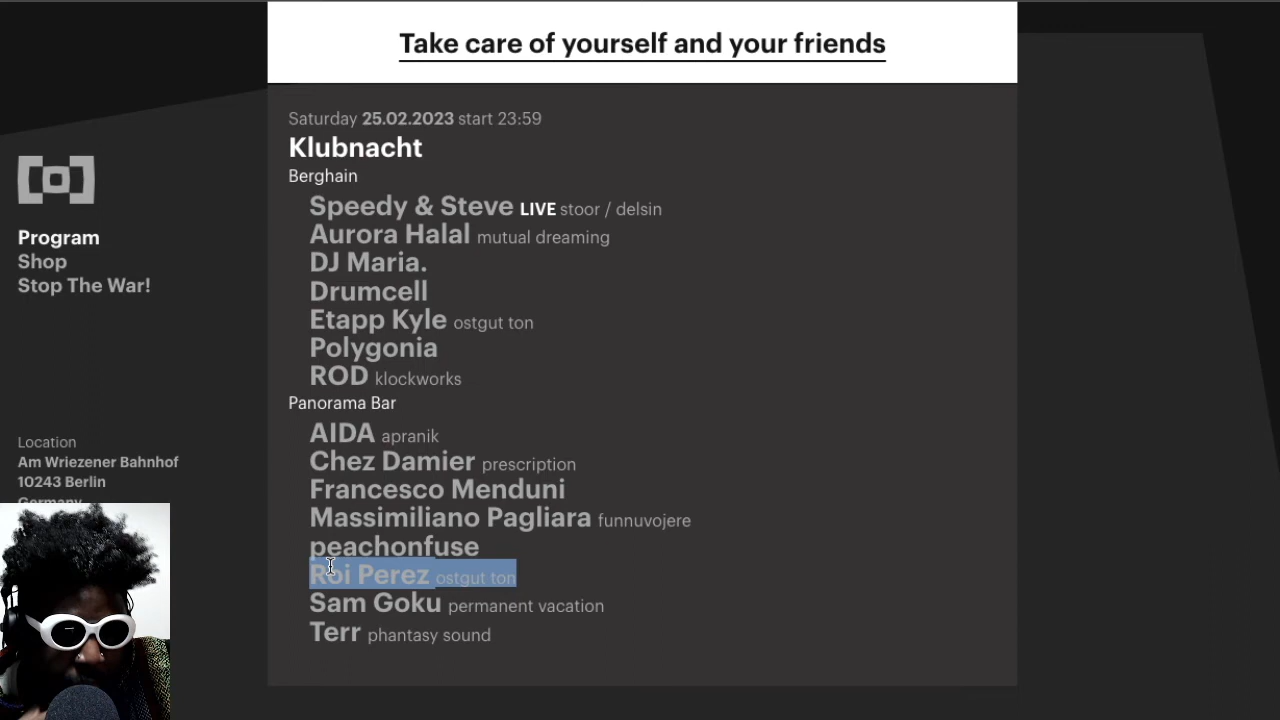 Take care of yourself and your friends
Saturday 25.02.2023 start 23:59
Klubnacht
Berghain
Speedy & Steve LIVE stoor / delsin
Aurora Halal mutual dreaming
DJ Maria.
Drumcell
Etapp Kyle ostgut ton
Polygonia
ROD klockworks
Panorama Bar
AIDA apranik
Chez Damier prescription
Francesco Menduni
Massimiliano Pagliara funnuvojere
peachonfuse
Roi Perez ostgut ton
Sam Goku permanent vacation
Terr phantasy sound
Program
Shop
Stop The War!
Location
Am Wriezener Bahnhof
10243 Berlin
Germany